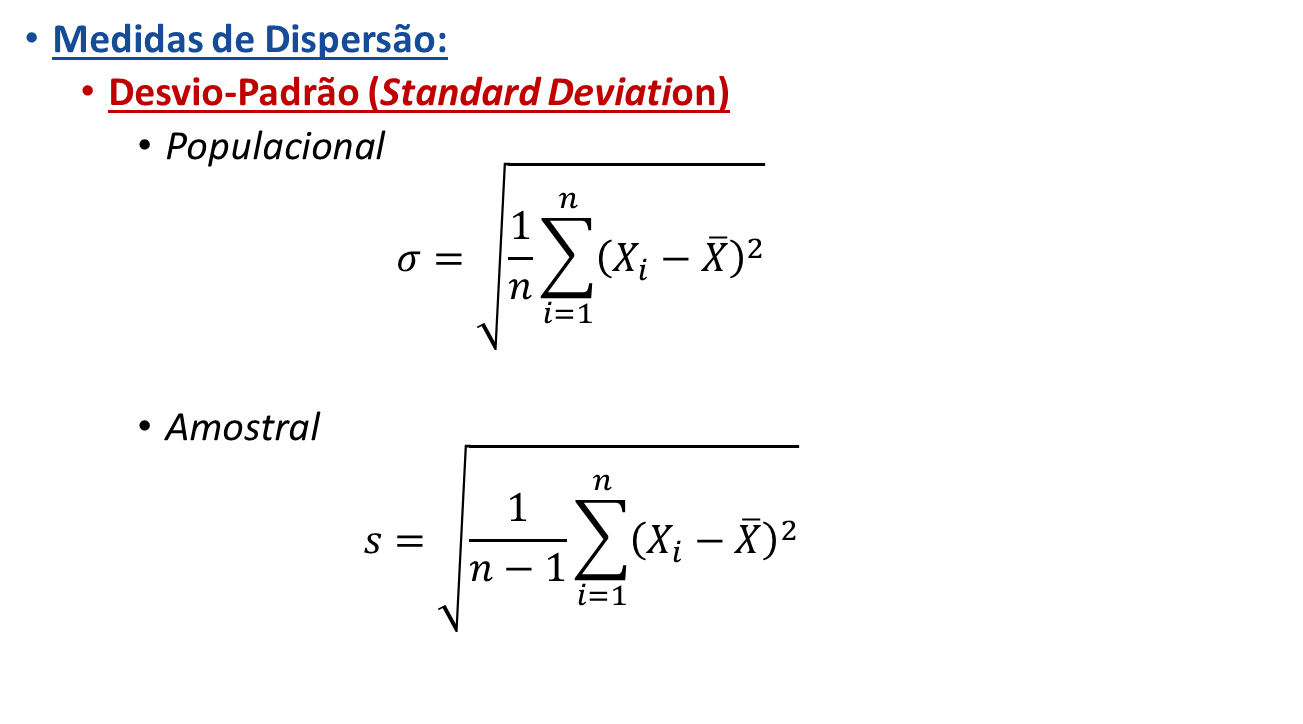 • Medidas de Dispersão:
• Desvio-Padrão (Standard Deviation)
• Populacional
σ = √(1/n ∑_{i=1}^{n} (X_i − X̄)²)
• Amostral
s = √(1/(n − 1) ∑_{i=1}^{n} (X_i − X̄)²)